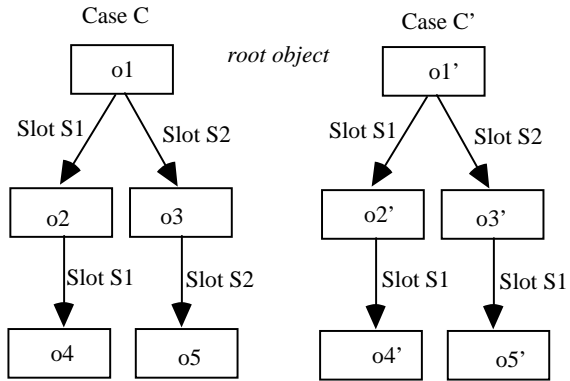 Case C
Case C’
root object
o1
o1’
Slot S1
Slot S2
Slot S1
Slot S2
o2
o3
o2’
o3’
Slot S1
Slot S2
Slot S1
Slot S1
o4
o5
o4’
o5’